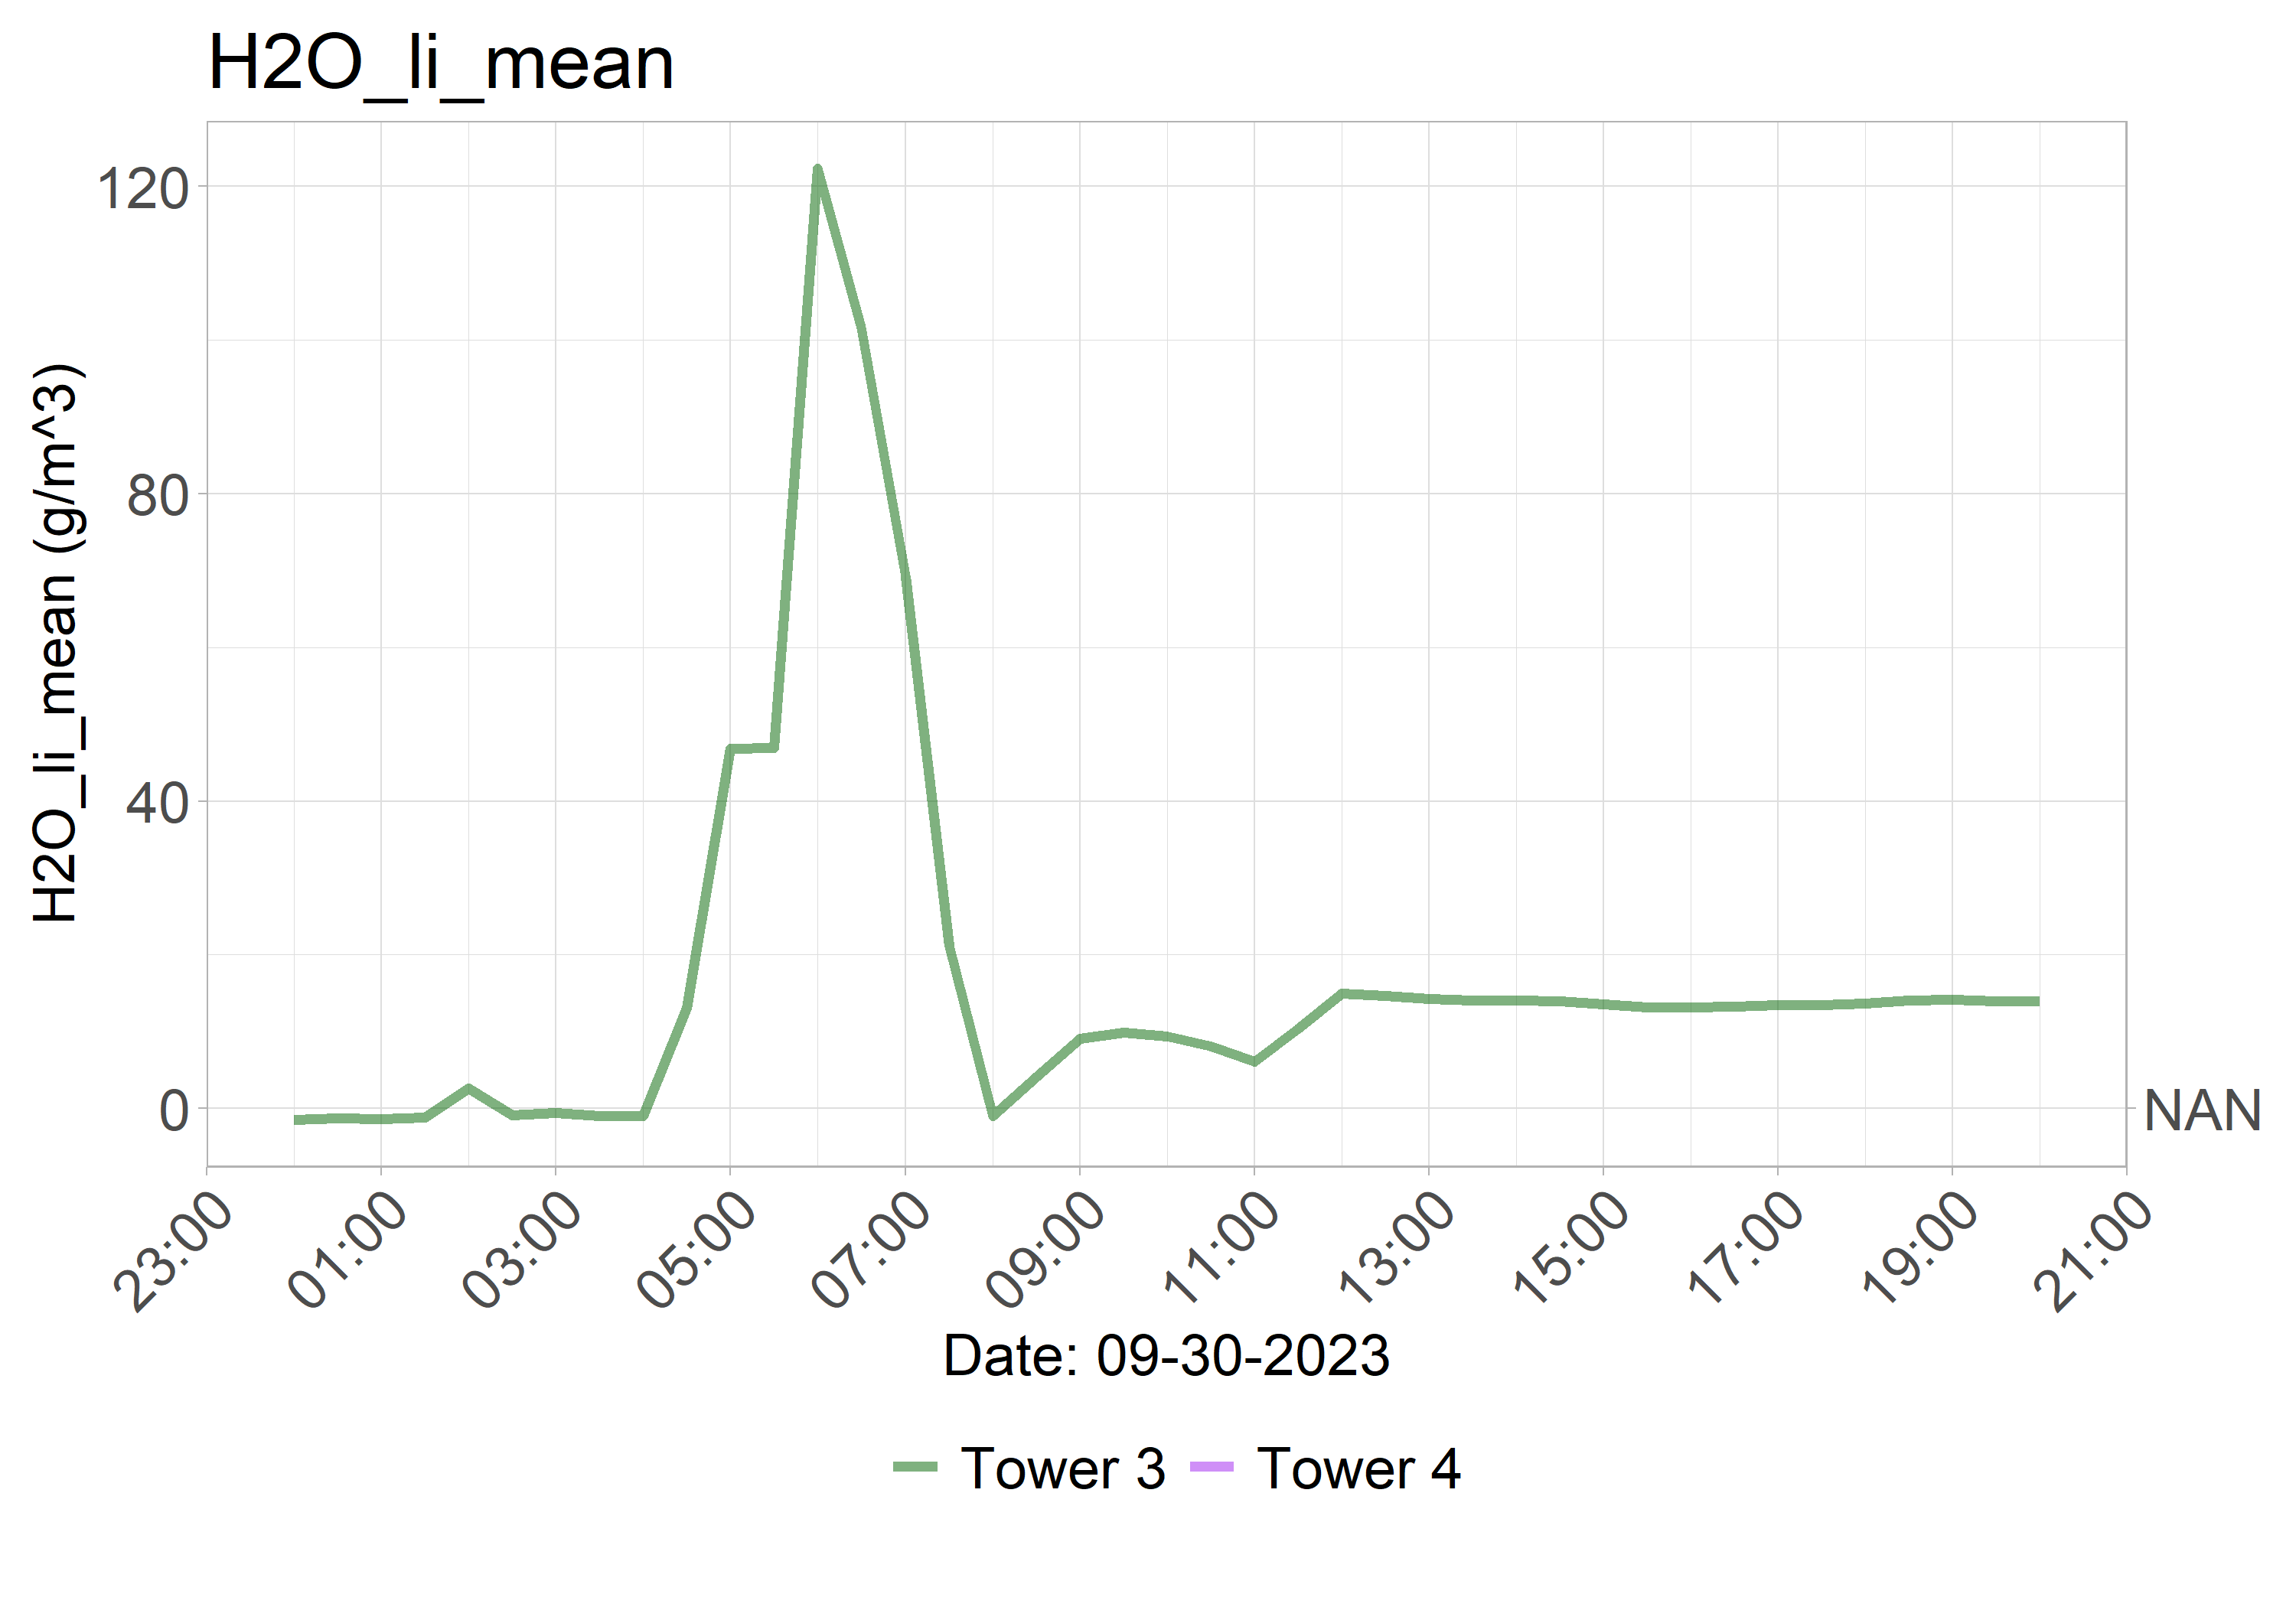 H2O_li_mean
H2O_li_mean (g/m^3)
120
80
40
0
NAN
23:00 01:00 03:00 05:00 07:00 09:00 11:00 13:00 15:00 17:00 19:00 21:00
Date: 09-30-2023
Tower 3 Tower 4